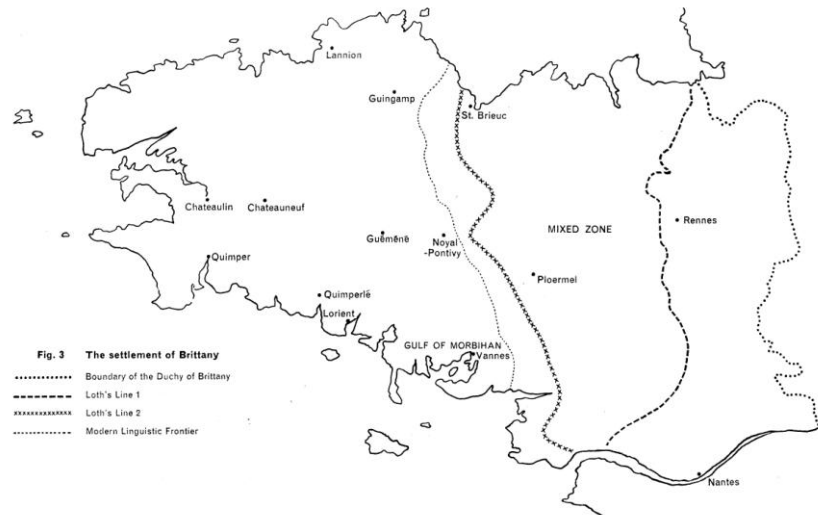 Lannion
Guingamp
St. Brieuc
Chateaulin
Chateauneuf
Rennes
MIXED ZONE
Guëmënë
Noyal
-Pontivy
Quimper
Ploermel
Quimperlë
Lorient
GULF OF MORBIHAN
Vannes
Nantes
Fig. 3 The settlement of Brittany
Boundary of the Duchy of Brittany
Loth's Line 1
Loth's Line 2
Modern Linguistic Frontier